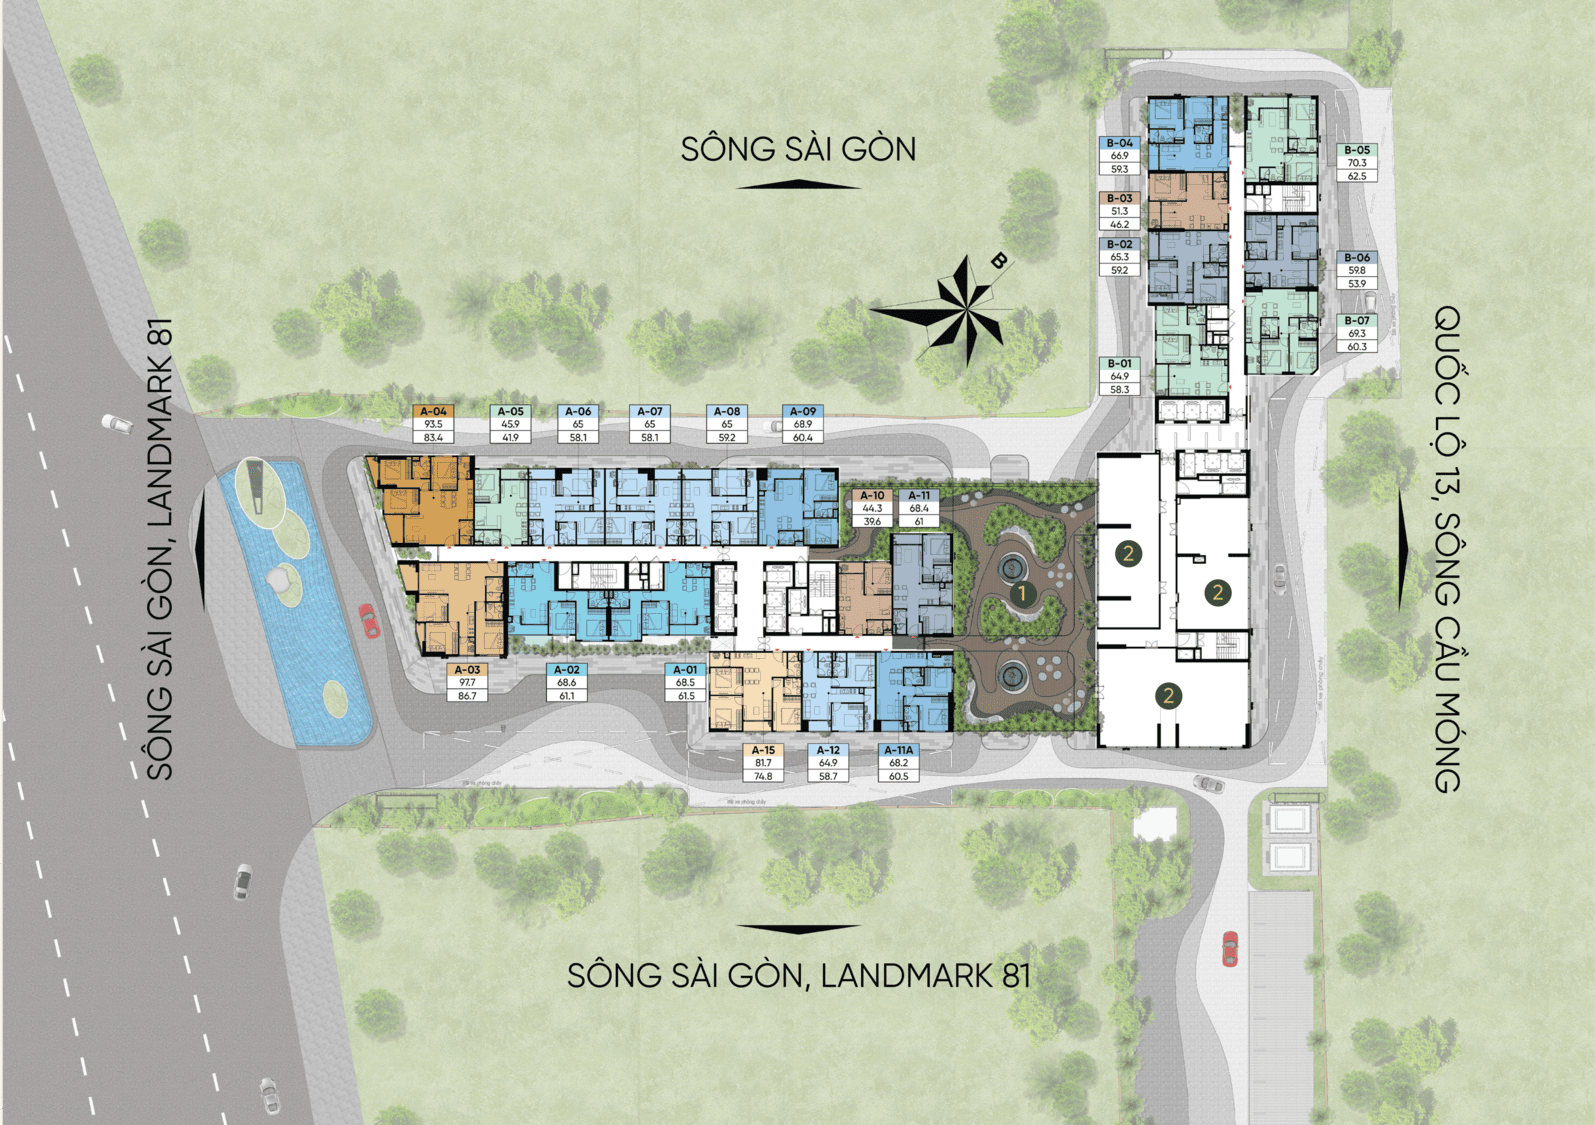 SÔNG SÀI GÒN
B
B-04
66.9
59.3
B-03
51.3
46.2
B-02
65.3
59.2
B-01
64.9
58.3
B-05
70.3
62.5
B-06
59.8
53.9
B-07
69.3
60.3
SÔNG SÀI GÒN, LANDMARK 81
QUỐC LỘ 13, SÔNG CẦU MÓNG
A-04
93.5
83.4
A-05
45.9
41.9
A-06
65
58.1
A-07
65
58.1
A-08
65
59.2
A-09
68.9
60.4
A-10
44.3
39.6
A-11
68.4
61
1
2
2
2
A-03
97.7
86.7
A-02
68.6
61.1
A-01
68.5
61.5
A-15
81.7
74.8
A-12
64.9
58.7
A-11A
68.2
60.5
SÔNG SÀI GÒN, LANDMARK 81